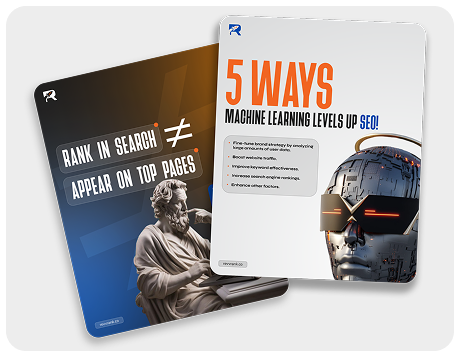 RANK IN SEARCH ≠
APPEAR ON TOP PAGES
5 WAYS
MACHINE LEARNING LEVELS UP SEO!
• Fine-tune brand strategy by analyzing
large amounts of user data.
• Boost website traffic.
• Improve keyword effectiveness.
• Increase search engine rankings.
• Enhance other factors.